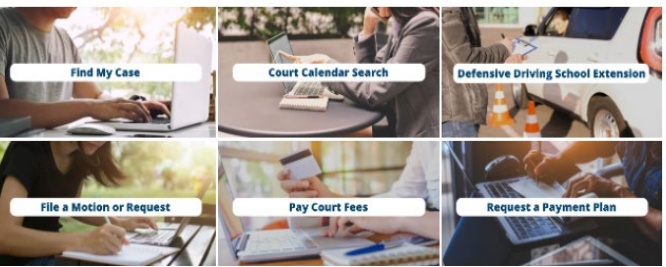 Find My Case
Court Calendar Search
Defensive Driving School Extension
File a Motion or Request
Pay Court Fees
Request a Payment Plan